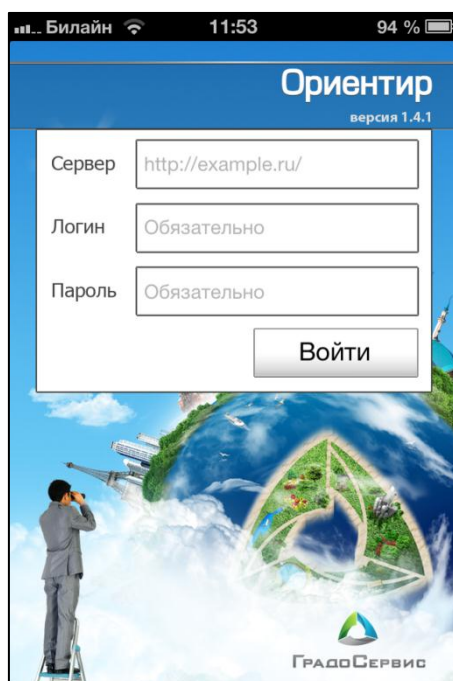 Билайн 11:53 94 %
Ориентир
версия 1.4.1
Сервер http://example.ru/
Логин Обязательно
Пароль Обязательно
Войти
ГрадоСервис